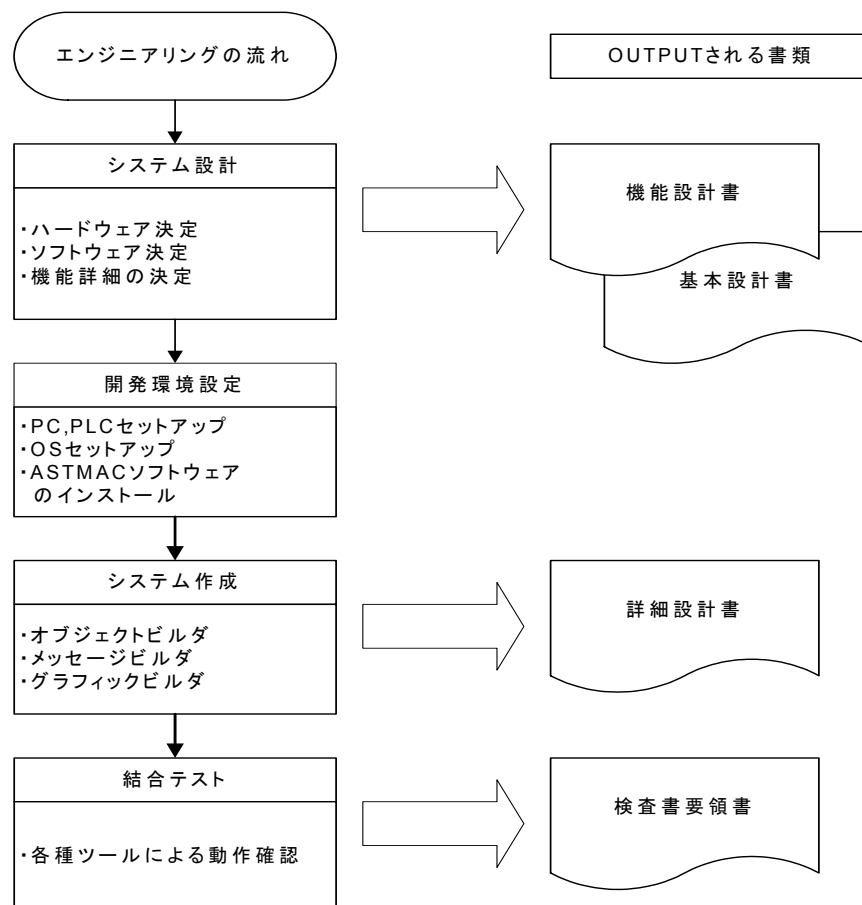 エンジニアリングの流れ
OUTPUTされる書類
システム設計
・ハードウェア決定
・ソフトウェア決定
・機能詳細の決定
機能設計書
基本設計書
開発環境設定
・PC,PLCセットアップ
・OSセットアップ
・ASTMACソフトウェア
のインストール
システム作成
・オブジェクトビルダ
・メッセージビルダ
・グラフィックビルダ
詳細設計書
結合テスト
・各種ツールによる動作確認
検査書要領書